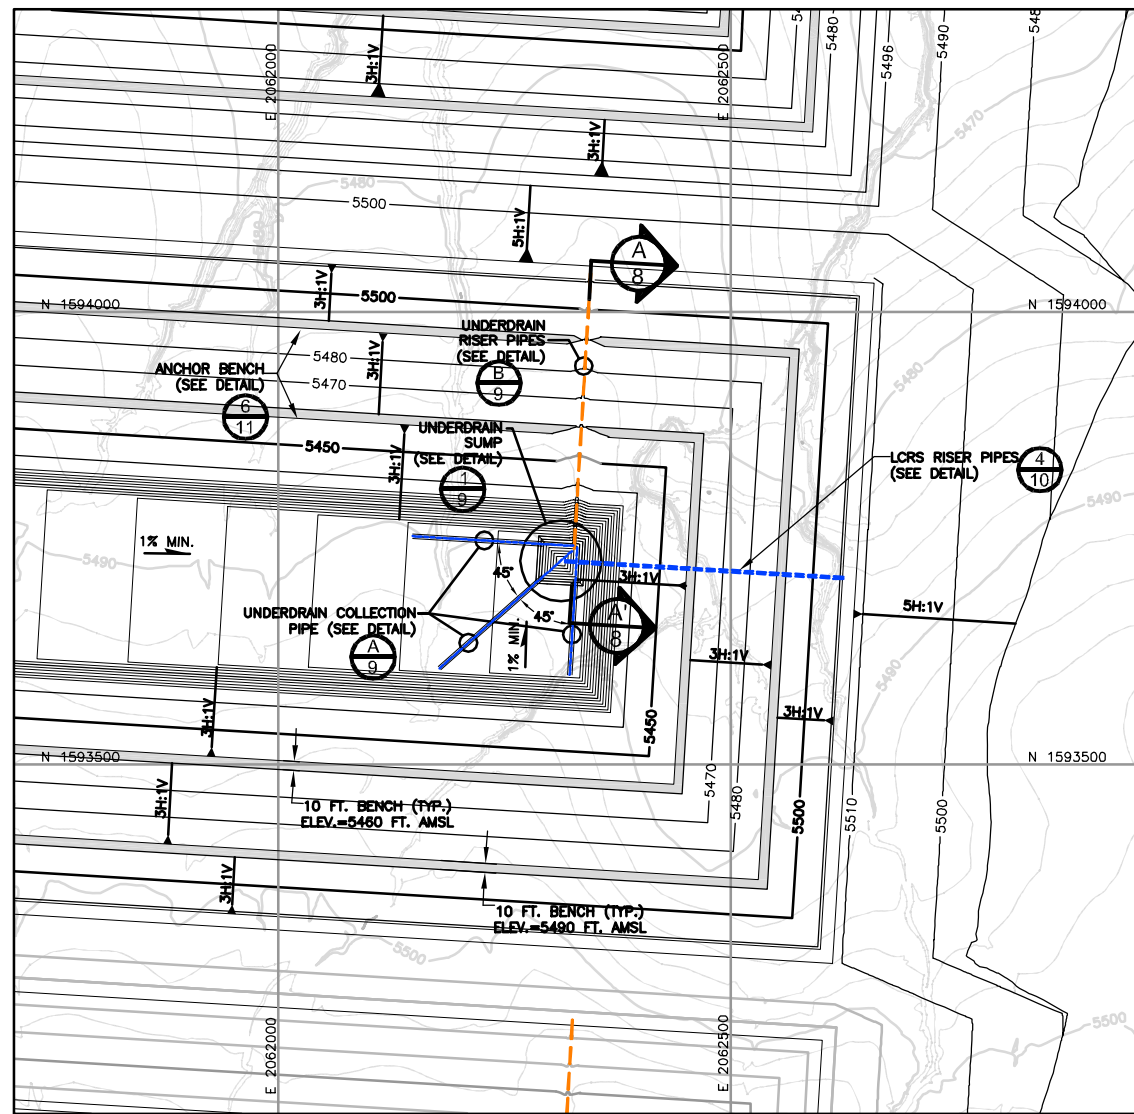 E 2062000
E 2062500
3H:1V
3H:1V
5H:1V
5480
5496
5490
548
5470
5480
5500
A
8
3H:1V
5500
N 1594000
N 1594000
UNDERDRAIN
RISER PIPES
(SEE DETAIL)
B
9
5480
5470
3H:1V
ANCHOR BENCH
(SEE DETAIL)
6
11
5480
5450
UNDERDRAIN
SUMP
(SEE DETAIL)
1
9
3H:1V
LCRS RISER PIPES
(SEE DETAIL)
4
10
5490
5490
1% MIN.
45°
45°
3H:1V
UNDERDRAIN COLLECTION
PIPE (SEE DETAIL)
A
9
1% MIN.
A'
8
5H:1V
3H:1V
5490
3H:1V
3H:1V
5450
N 1593500
N 1593500
3H:1V
5470
5480
5500
5510
5500
10 FT. BENCH (TYP.)
ELEV.=5460 FT. AMSL
3H:1V
10 FT. BENCH (TYP.)
ELEV.=5490 FT. AMSL
5500
5500
E 2062000
E 2062500